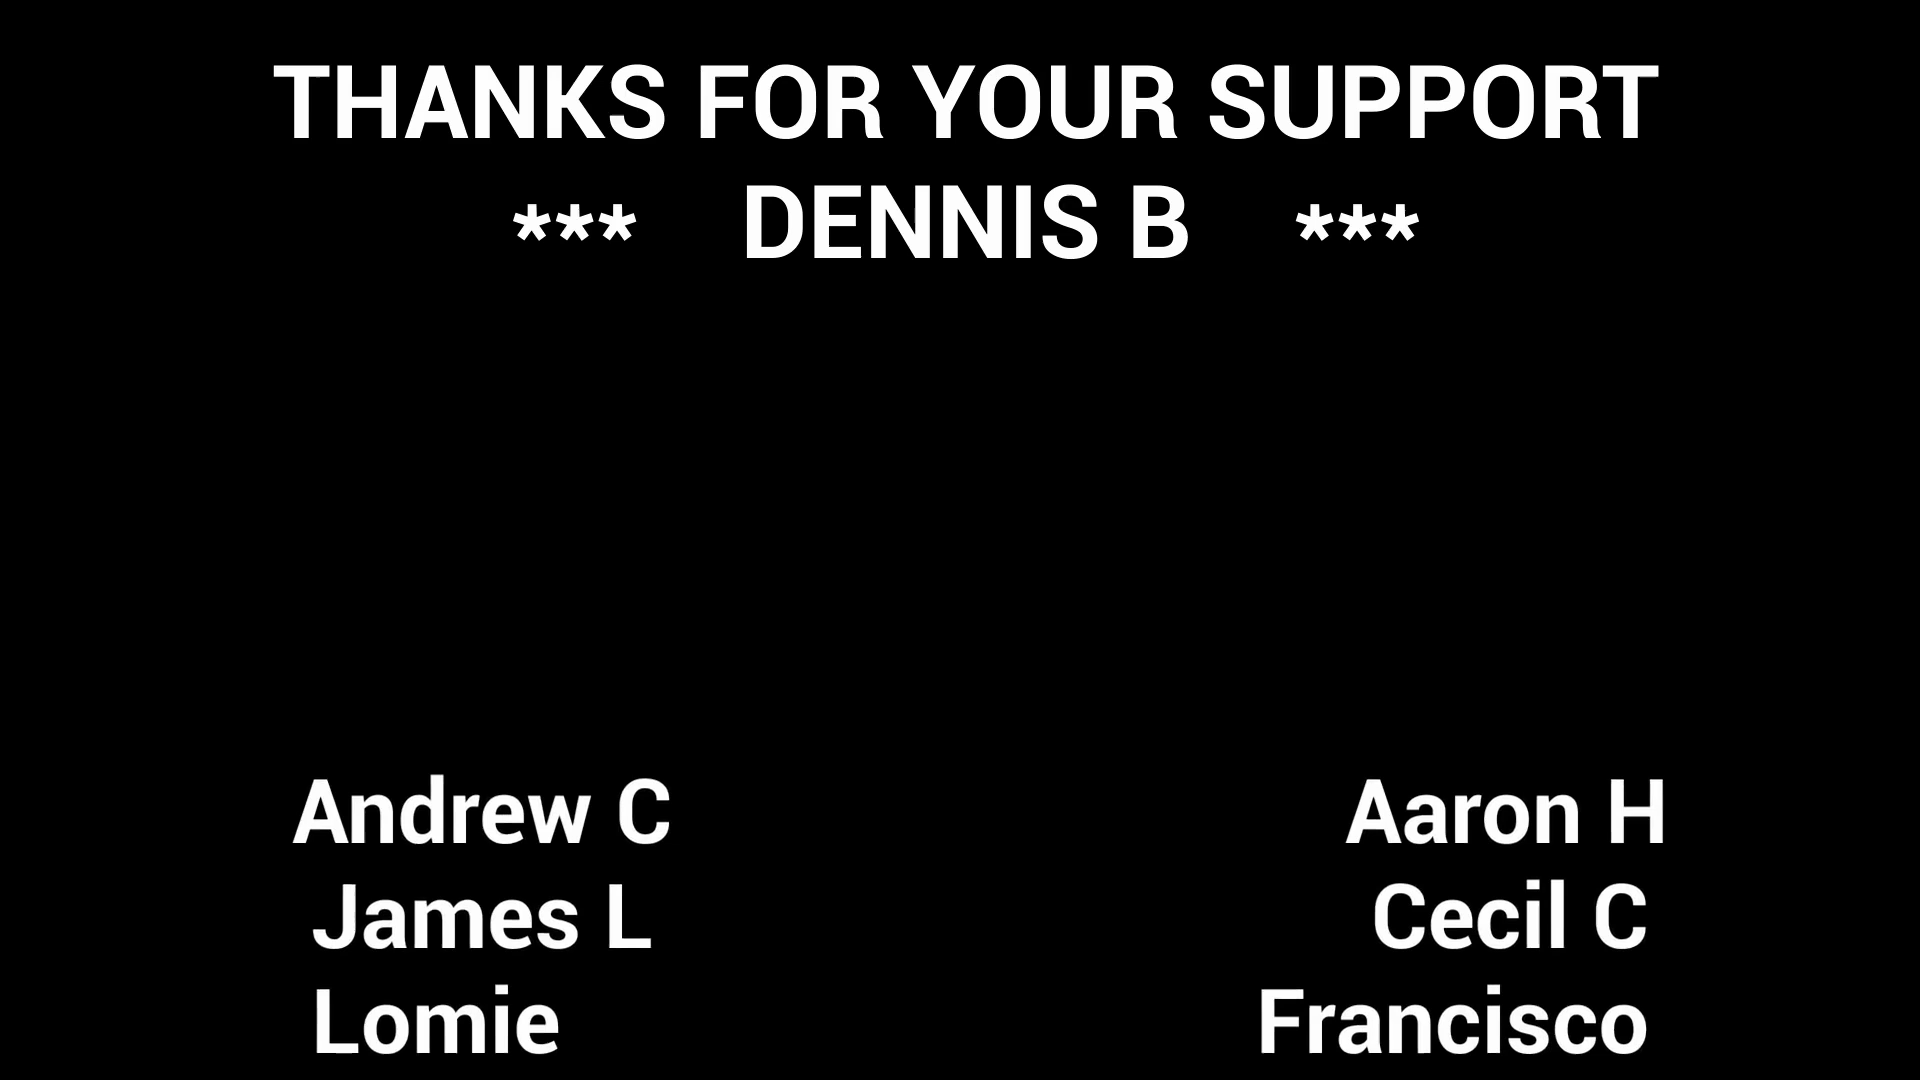 THANKS FOR YOUR SUPPORT
*** DENNIS B ***
Andrew C Aaron H
James L Cecil C
Lomie Francisco